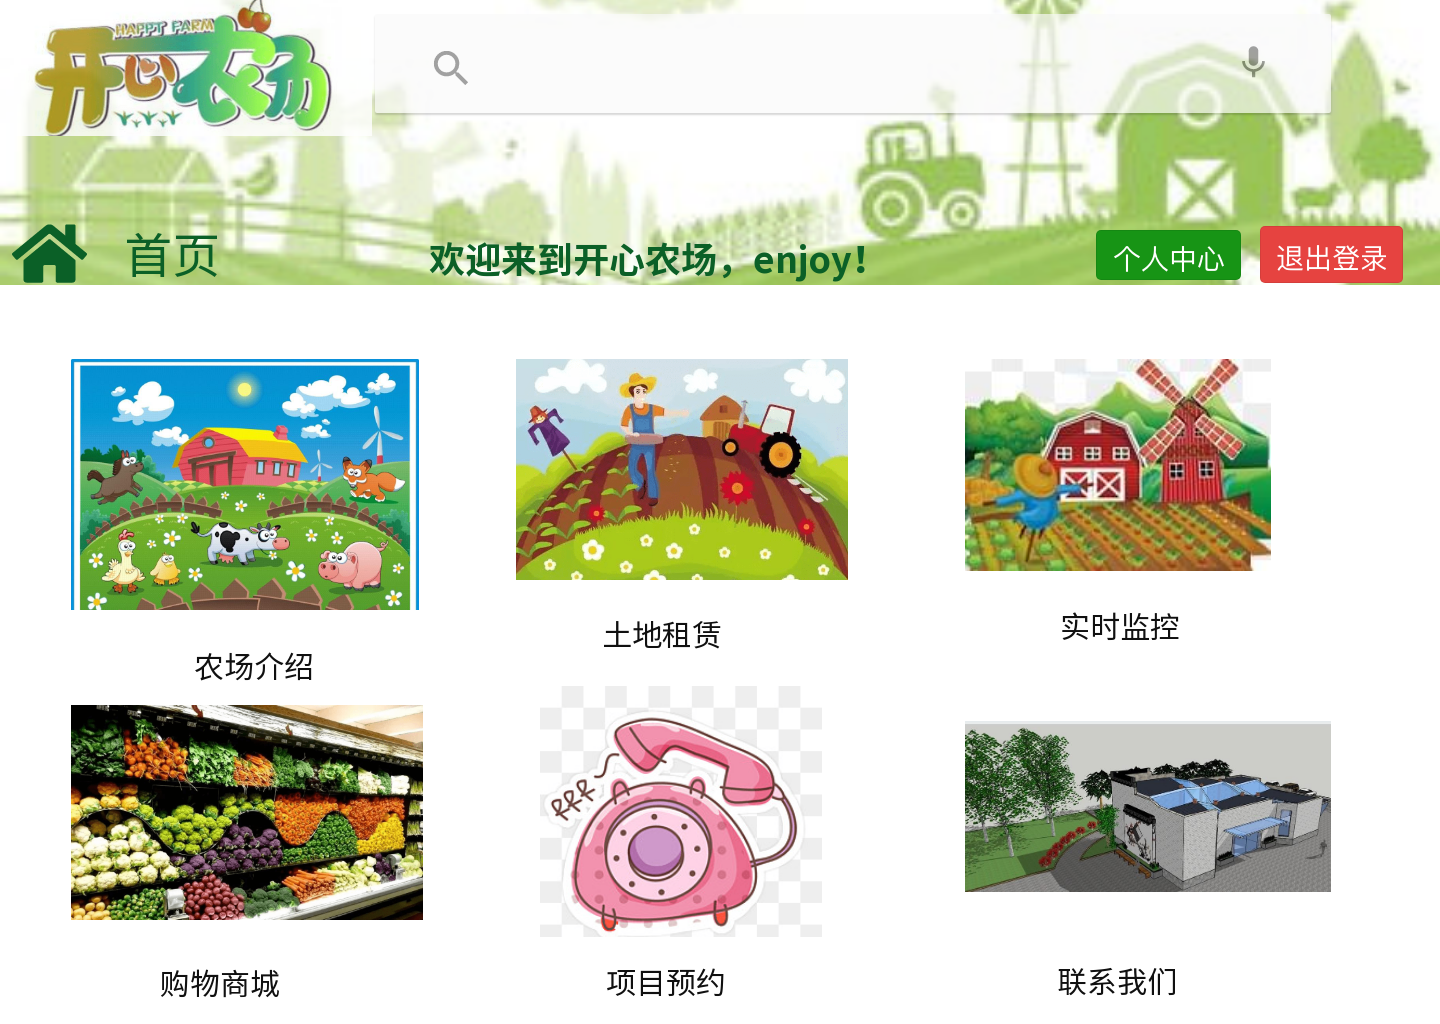 HAPPY FARM
开心农场
首页
欢迎来到开心农场，enjoy！
个人中心
退出登录
农场介绍
土地租赁
实时监控
RRR
购物商城
项目预约
联系我们